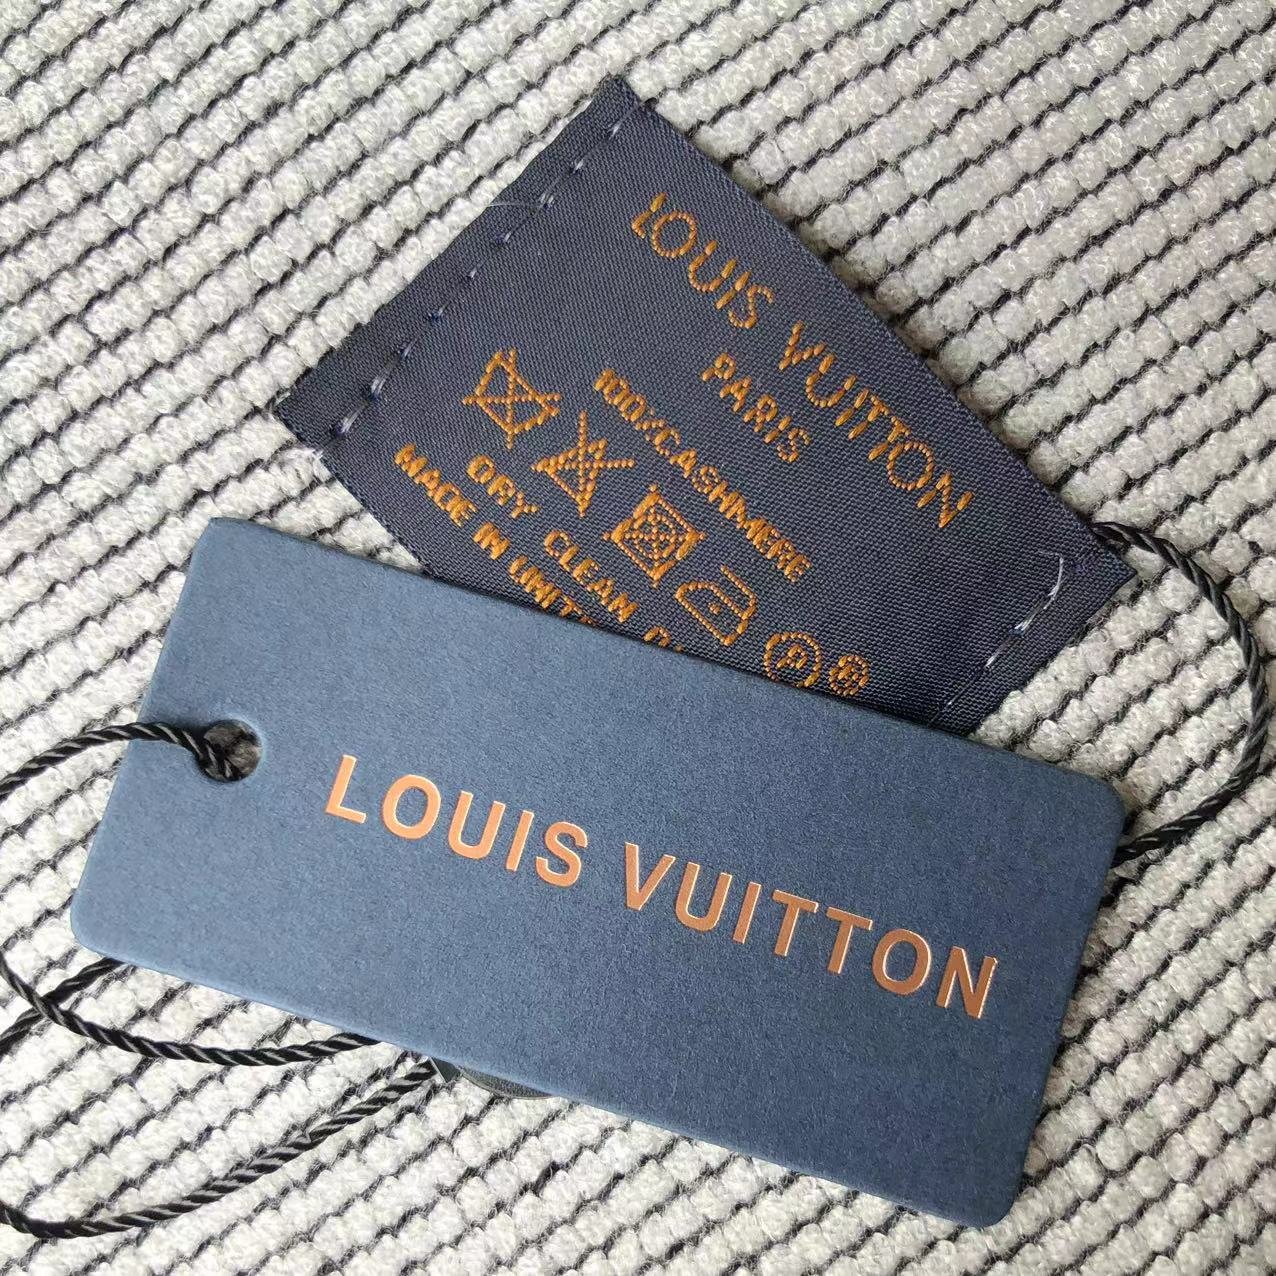 LOUIS VUITTON
PARIS
100%CASHMERE
DRY CLEAN
MADE IN
LOUIS VUITTON